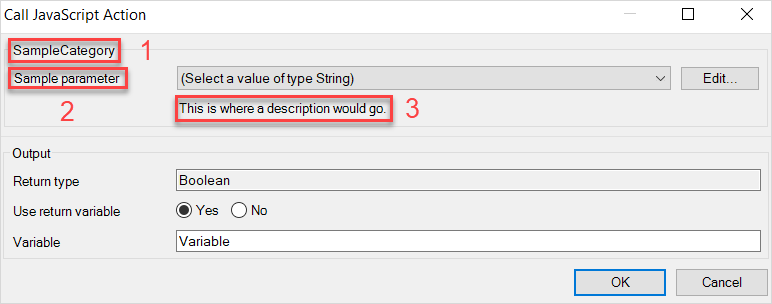 Call JavaScript Action
SampleCategory 1
Sample parameter (Select a value of type String) Edit...
2 This is where a description would go. 3
Output
Return type Boolean
Use return variable Yes No
Variable Variable
OK Cancel